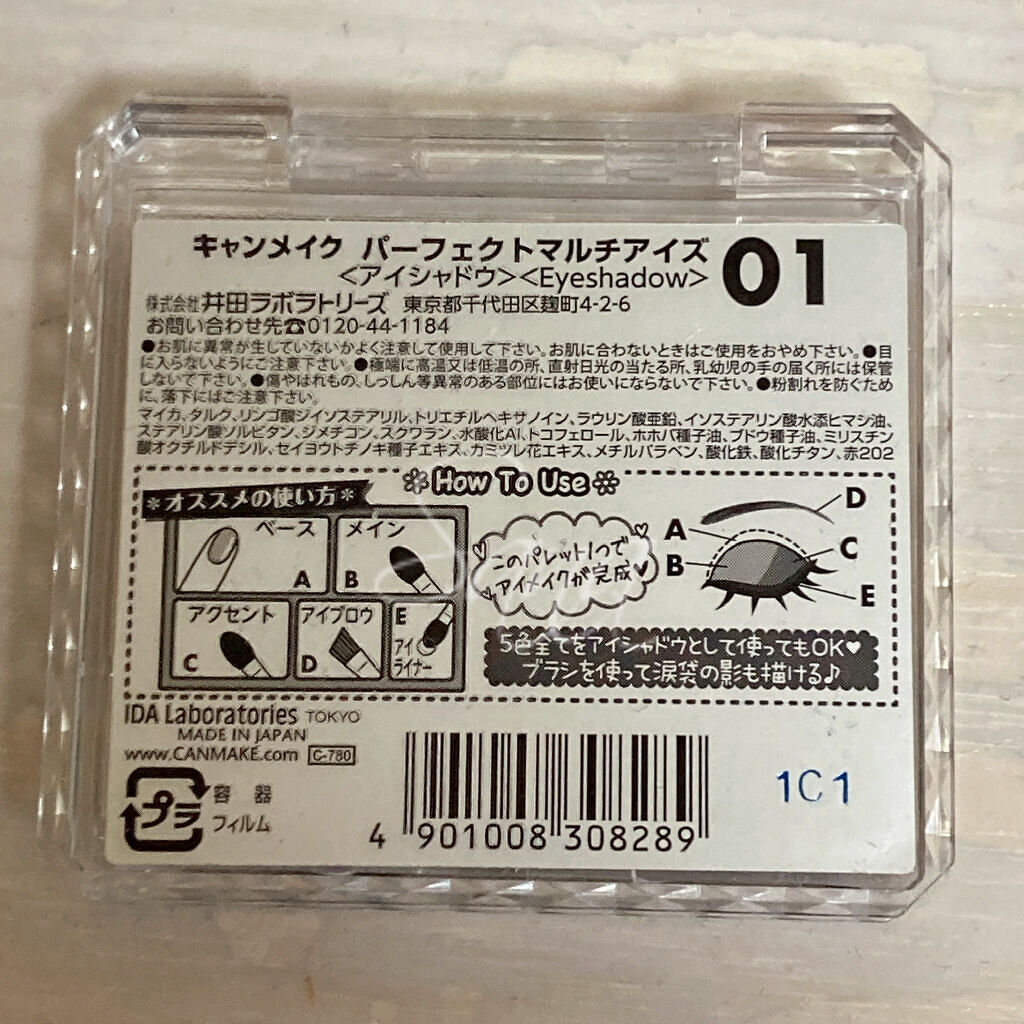 キャンメイク パーフェクトマルチアイズ 01
<アイシャドウ><Eyeshadow>
株式会社 井田ラボラトリーズ 東京都千代田区麹町4-2-6
お問い合わせ先☎0120-44-1184
●お肌に異常が生じていないかよく注意して使用して下さい。お肌に合わないときはご使用をおやめ下さい。●目
に入らないようにご注意下さい。●極端に高温又は低温の所、直射日光の当たる所、乳幼児の手の届く所には保管
しないで下さい。●傷やはれもの、しっしん等異常のある部位にはお使いにならないで下さい。●粉割れを防ぐため
に、落下にはご注意下さい。
マイカ、タルク、リンゴ酸ジイソステアリル、トリエチルヘキサノイン、ラウリン酸亜鉛、イソステアリン酸水添ヒマシ油、
ステアリン酸ソルビタン、ジメチコン、スクワラン、水酸化Al、トコフェロール、ホホバ種子油、ブドウ種子油、ミリスチン
酸オクチルドデシル、セイヨウトチノキ種子エキス、カミツレ花エキス、メチルパラベン、酸化鉄、酸化チタン、赤202
How To Use
*オススメの使い方*
ベース
A
メイン
B
アクセント
C
アイブロウ
D
E
アイ
ライナー
このパレット1つで
アイメイクが完成
A
B
D
C
E
5色全てをアイシャドウとして使ってもOK♥
ブラシを使って涙袋の影も描ける♪
IDA Laboratories TOKYO
MADE IN JAPAN
www.CANMAKE.com C-780
プラ
容器
フィルム
4 901008 308289
1C1